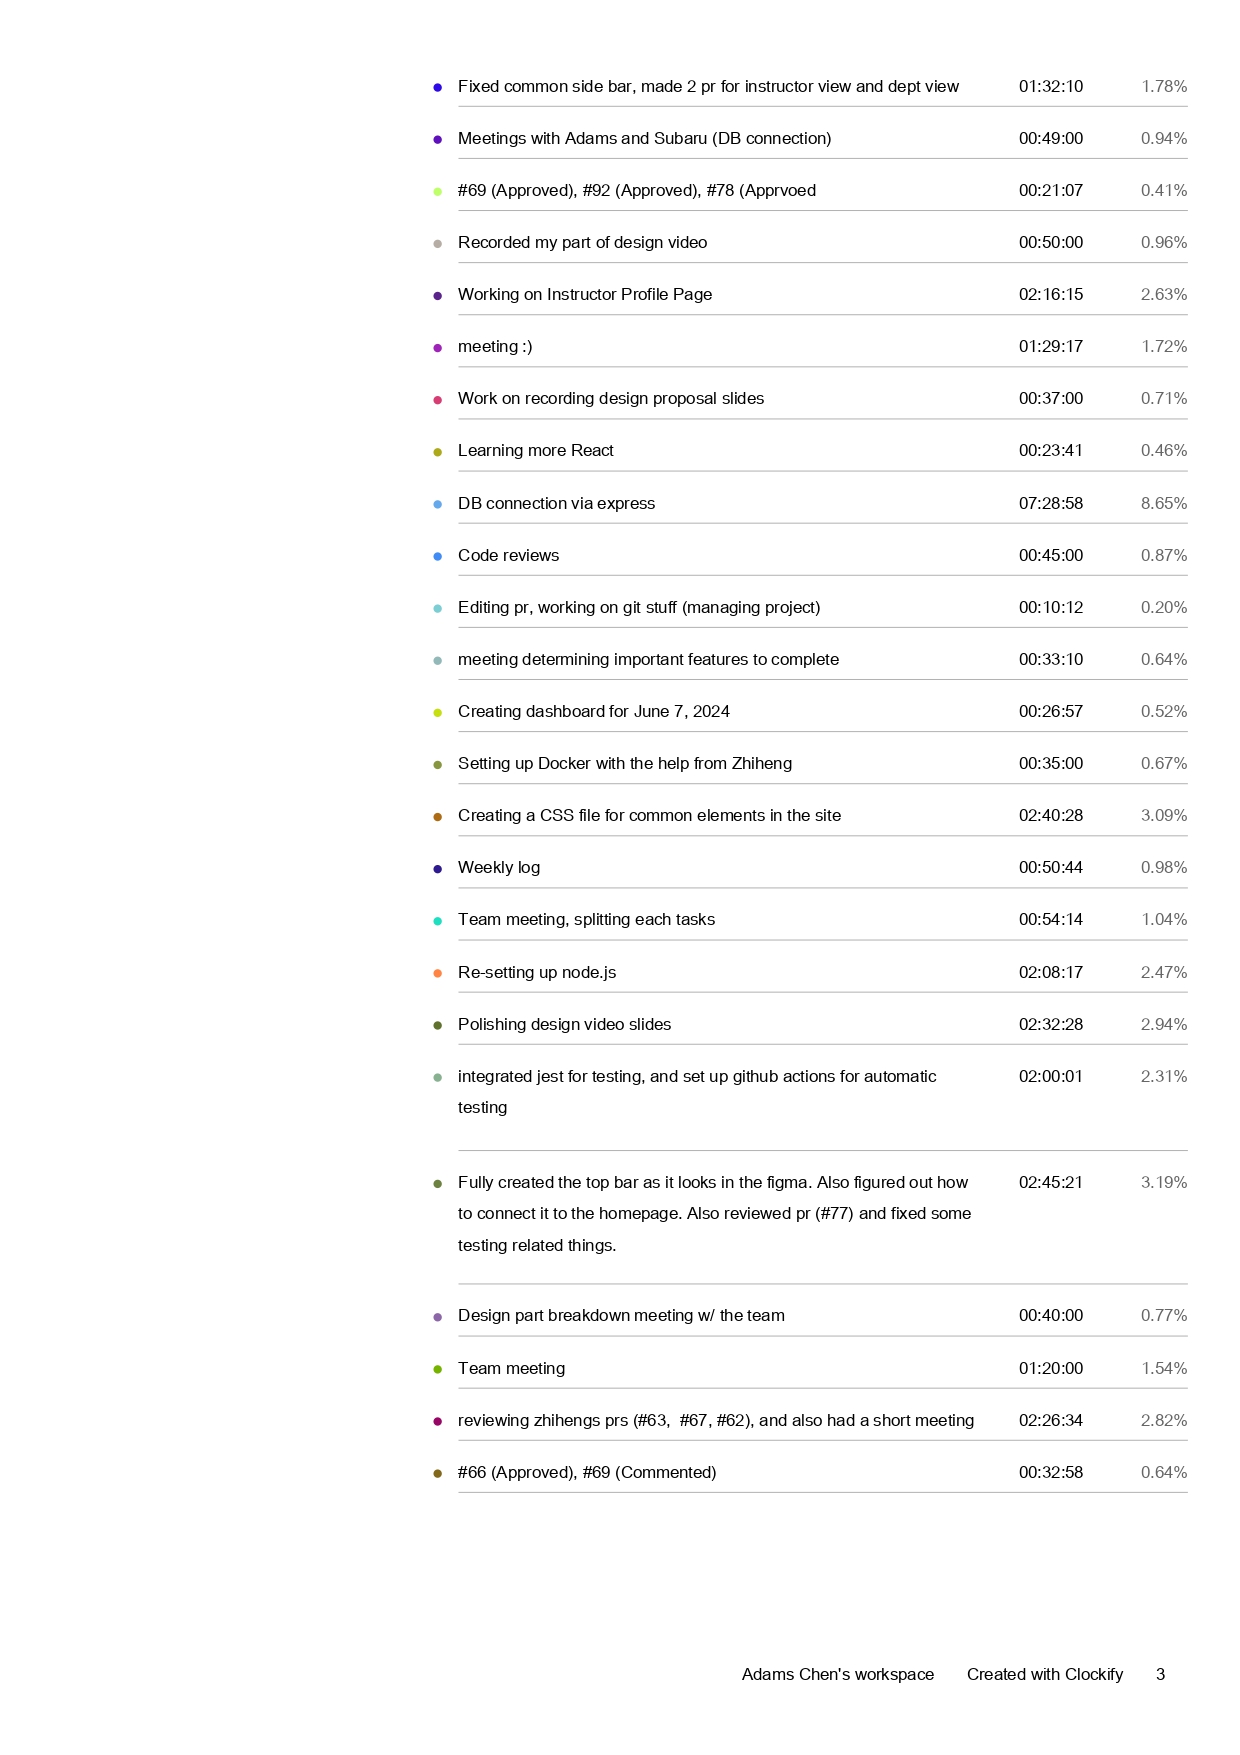 Fixed common side bar, made 2 pr for instructor view and dept view 01:32:10 1.78%
Meetings with Adams and Subaru (DB connection) 00:49:00 0.94%
#69 (Approved), #92 (Approved), #78 (Apprvoed 00:21:07 0.41%
Recorded my part of design video 00:50:00 0.96%
Working on Instructor Profile Page 02:16:15 2.63%
meeting :) 01:29:17 1.72%
Work on recording design proposal slides 00:37:00 0.71%
Learning more React 00:23:41 0.46%
DB connection via express 07:28:58 8.65%
Code reviews 00:45:00 0.87%
Editing pr, working on git stuff (managing project) 00:10:12 0.20%
meeting determining important features to complete 00:33:10 0.64%
Creating dashboard for June 7, 2024 00:26:57 0.52%
Setting up Docker with the help from Zhiheng 00:35:00 0.67%
Creating a CSS file for common elements in the site 02:40:28 3.09%
Weekly log 00:50:44 0.98%
Team meeting, splitting each tasks 00:54:14 1.04%
Re-setting up node.js 02:08:17 2.47%
Polishing design video slides 02:32:28 2.94%
integrated jest for testing, and set up github actions for automatic 02:00:01 2.31%
testing
Fully created the top bar as it looks in the figma. Also figured out how 02:45:21 3.19%
to connect it to the homepage. Also reviewed pr (#77) and fixed some
testing related things.
Design part breakdown meeting w/ the team 00:40:00 0.77%
Team meeting 01:20:00 1.54%
reviewing zhihengs prs (#63,  #67, #62), and also had a short meeting 02:26:34 2.82%
#66 (Approved), #69 (Commented) 00:32:58 0.64%
Adams Chen's workspace Created with Clockify 3